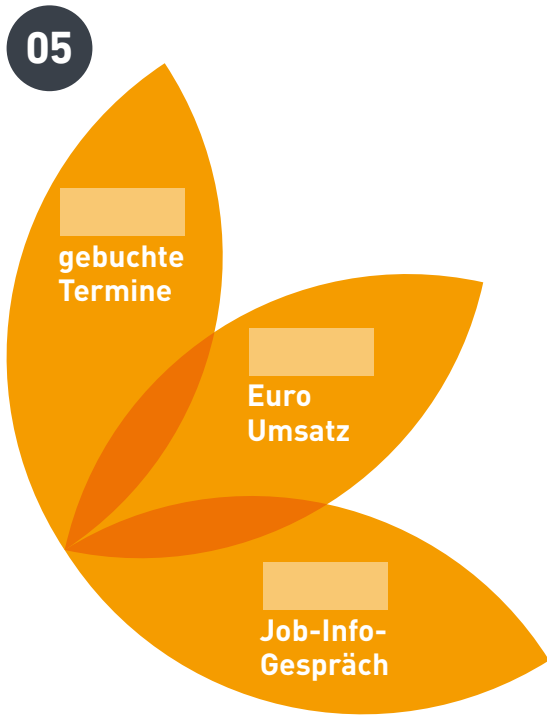 05
gebuchte
Termine
Euro
Umsatz
Job-Info-
Gespräch